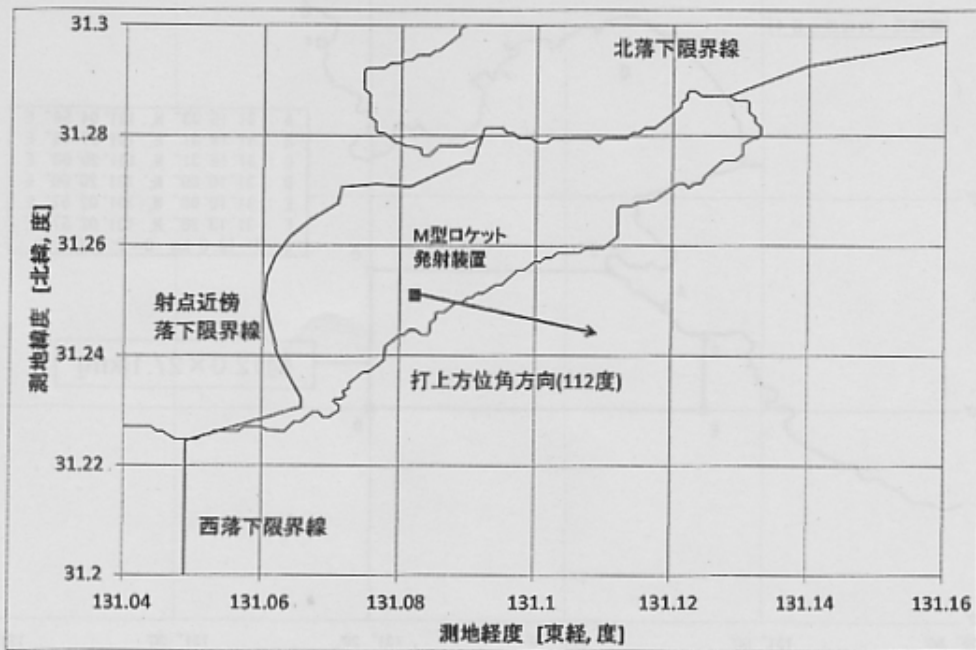 31.3
北落下限界線
31.28
M型ロケット
発射装置
31.26
射点近傍
落下限界線
測地緯度 [北緯, 度]
31.24
打上方位角方向(112度)
31.22
西落下限界線
31.2
131.04 131.06 131.08 131.1 131.12 131.14 131.16
測地経度 [東経, 度]